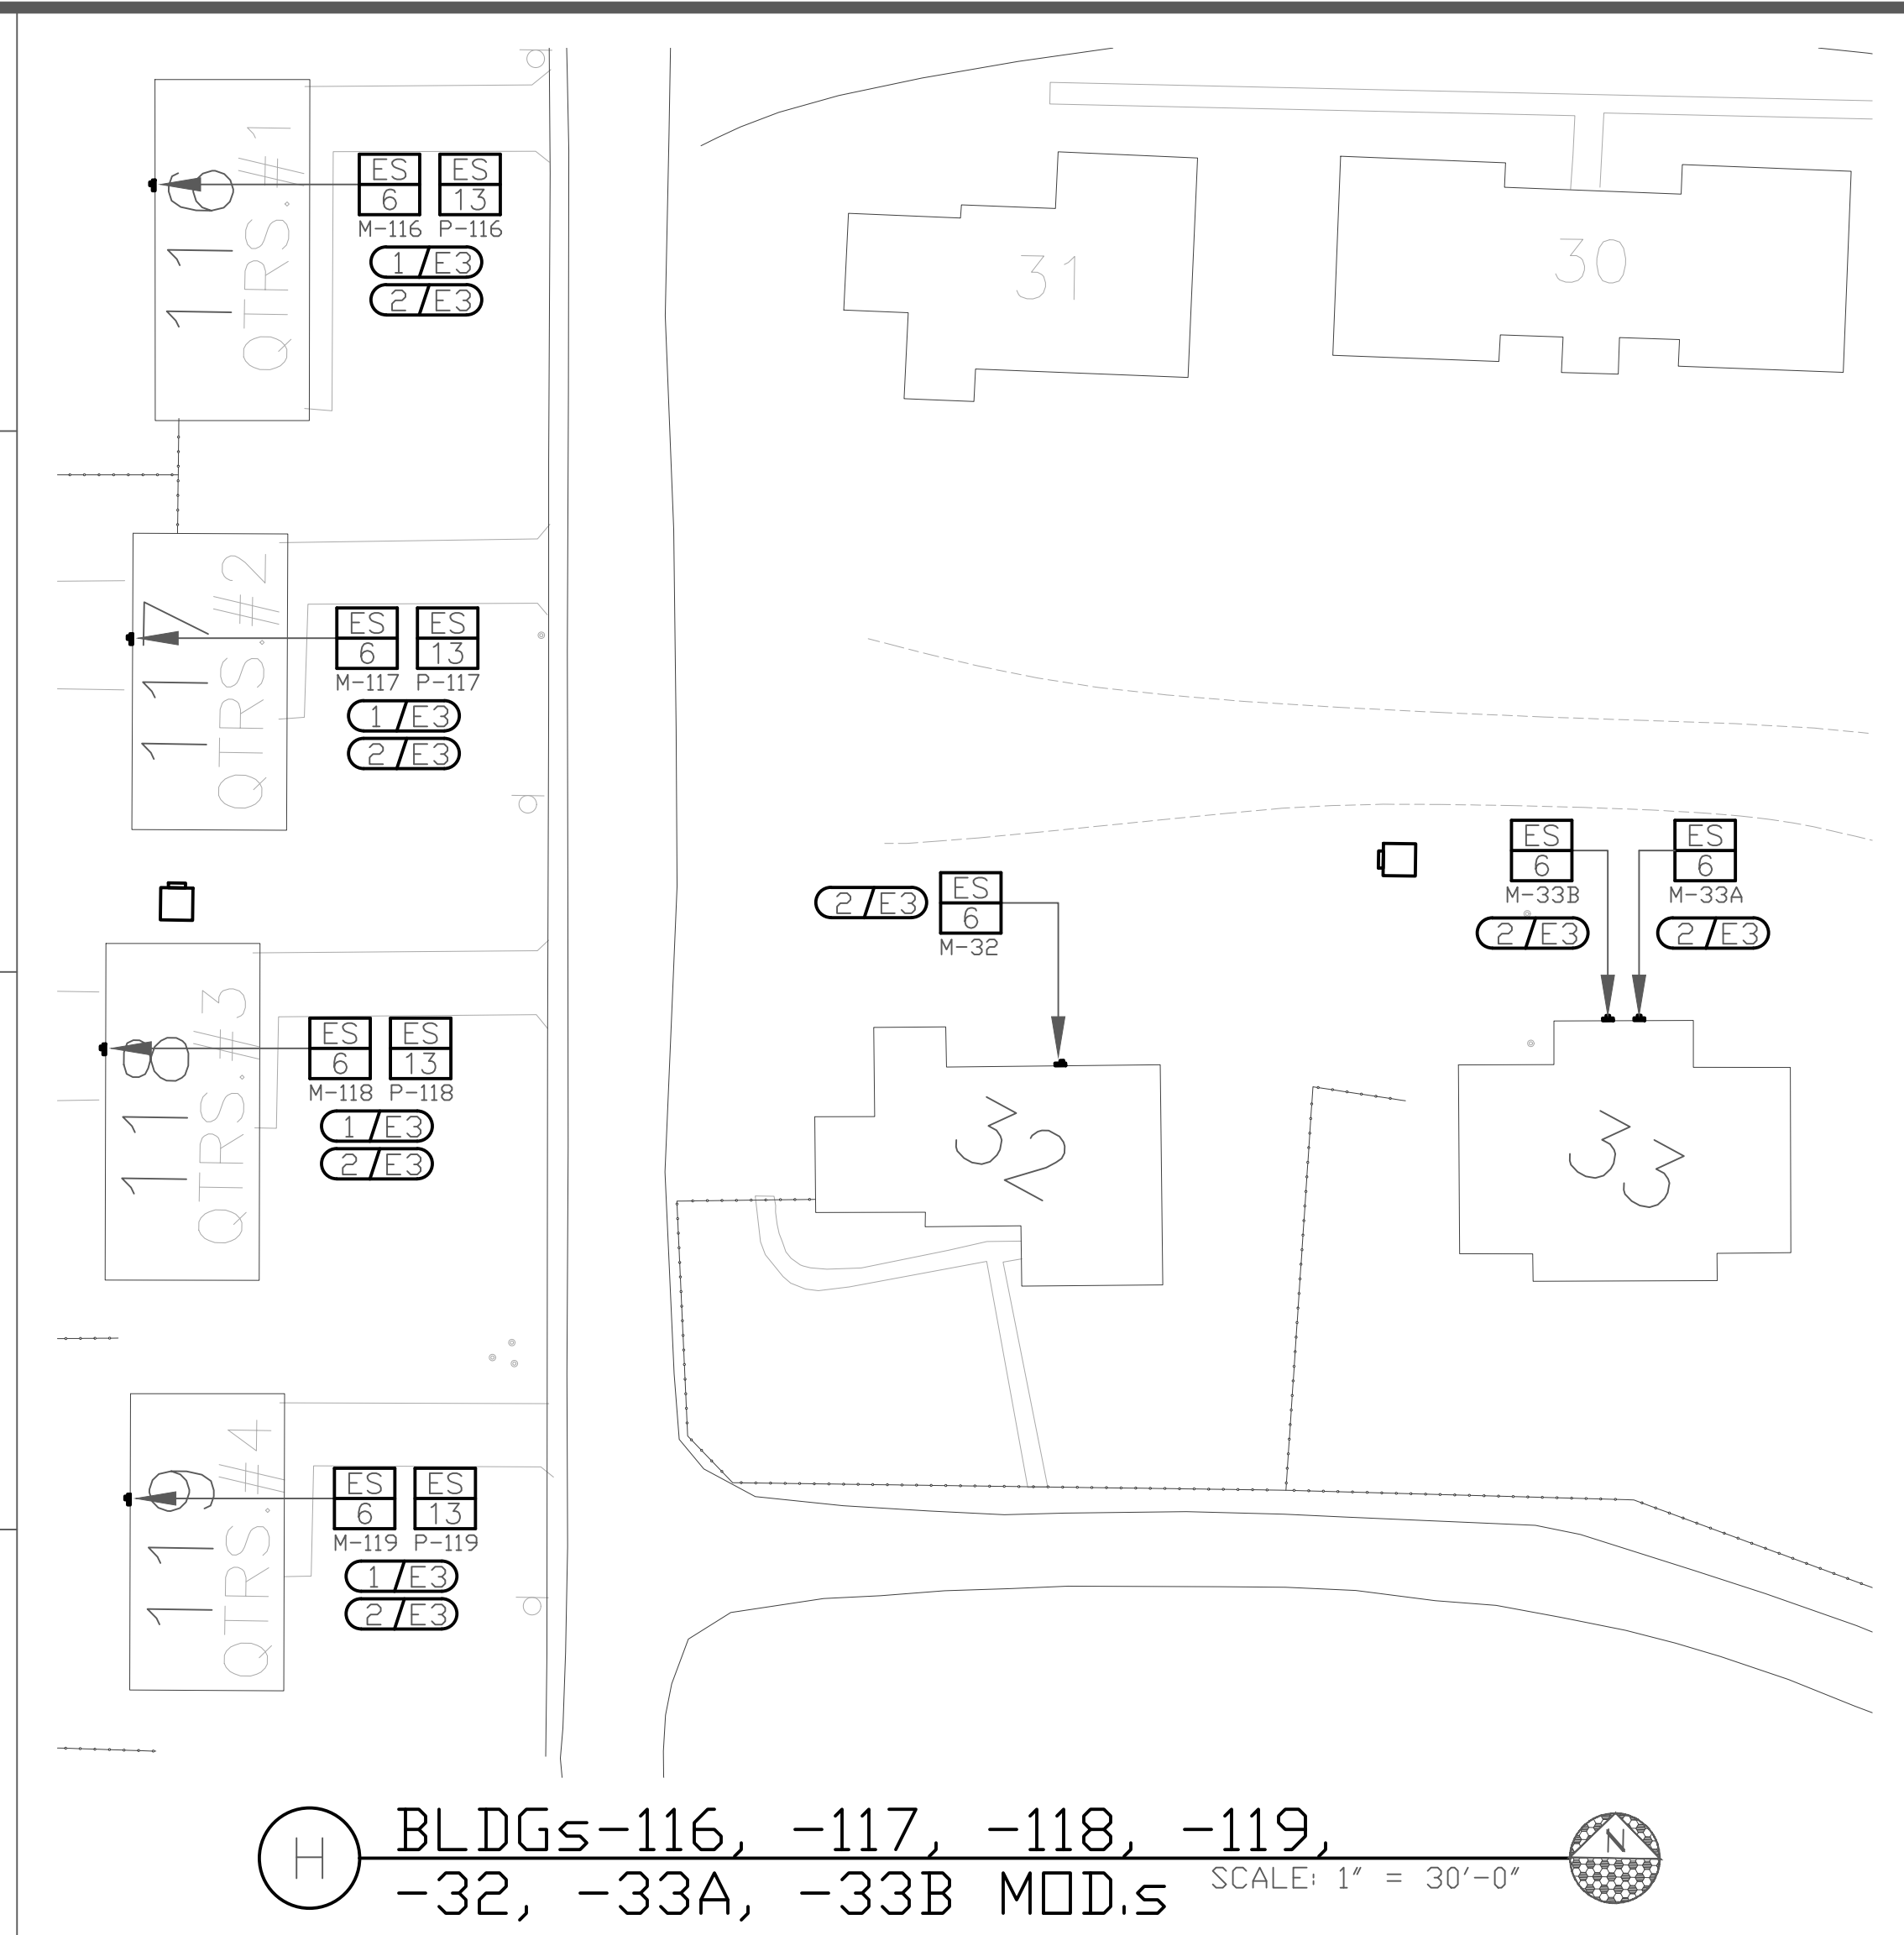 116
QTRS. #1
ES
6
M-116
ES
13
P-116
1/E3
2/E3
31
30
117
QTRS. #2
ES
6
M-117
ES
13
P-117
1/E3
2/E3
2/E3
ES
6
M-32
ES
6
M-33B
2/E3
ES
6
M-33A
2/E3
118
QTRS. #3
ES
6
M-118
ES
13
P-118
1/E3
2/E3
32
33
119
QTRS. #4
ES
6
M-119
ES
13
P-119
1/E3
2/E3
H
BLDGs-116, -117, -118, -119,
-32, -33A, -33B MOD.s
SCALE: 1" = 30'-0"
N